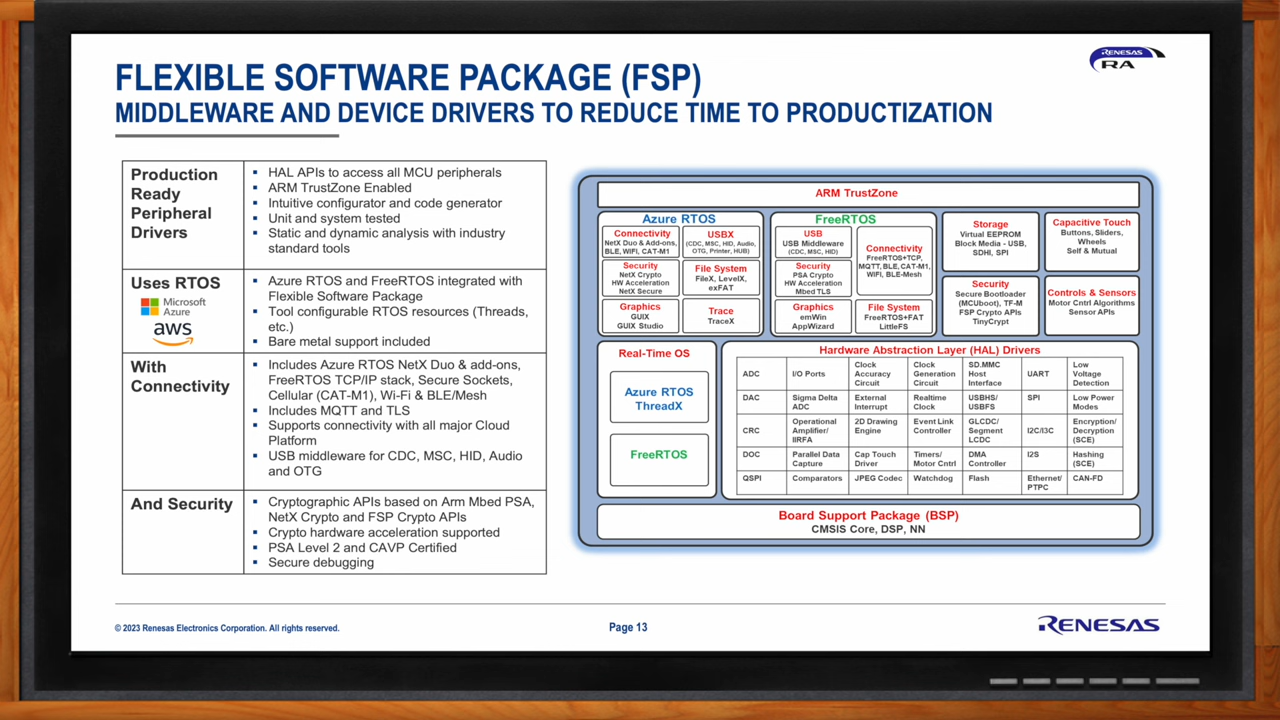 RENESAS
RA
FLEXIBLE SOFTWARE PACKAGE (FSP)
MIDDLEWARE AND DEVICE DRIVERS TO REDUCE TIME TO PRODUCTIZATION
Production
Ready
Peripheral
Drivers
▪ HAL APIs to access all MCU peripherals
▪ ARM TrustZone Enabled
▪ Intuitive configurator and code generator
▪ Unit and system tested
▪ Static and dynamic analysis with industry
standard tools
Uses RTOS
Microsoft
Azure
aws
▪ Azure RTOS and FreeRTOS integrated with
Flexible Software Package
▪ Tool configurable RTOS resources (Threads,
etc.)
▪ Bare metal support included
With
Connectivity
▪ Includes Azure RTOS NetX Duo & add-ons,
FreeRTOS TCP/IP stack, Secure Sockets,
Cellular (CAT-M1), Wi-Fi & BLE/Mesh
▪ Includes MQTT and TLS
▪ Supports connectivity with all major Cloud
Platform
▪ USB middleware for CDC, MSC, HID, Audio
and OTG
And Security
▪ Cryptographic APIs based on Arm Mbed PSA,
NetX Crypto and FSP Crypto APIs
▪ Crypto hardware acceleration supported
▪ PSA Level 2 and CAVP Certified
▪ Secure debugging
ARM TrustZone
Azure RTOS
Connectivity
NetX Duo & Add-ons,
BLE, WIFI, CAT-M1
USBX
(CDC, MSC, HID, Audio,
OTG, Printer, HUB)
Security
NetX Crypto
HW Acceleration
NetX Secure
File System
FileX, LevelX,
exFAT
Graphics
GUIX
GUIX Studio
Trace
TraceX
FreeRTOS
USB
USB Middleware
(CDC, MSC, HID)
Connectivity
FreeRTOS+TCP,
MQTT, BLE, CAT-M1,
WIFI, BLE-Mesh
Security
PSA Crypto
HW Acceleration
Mbed TLS
Graphics
emWin
AppWizard
File System
FreeRTOS+FAT
LittleFS
Storage
Virtual EEPROM
Block Media - USB,
SDHI, SPI
Capacitive Touch
Buttons, Sliders,
Wheels
Self & Mutual
Security
Secure Bootloader
(MCUboot), TF-M
FSP Crypto APIs
TinyCrypt
Controls & Sensors
Motor Cntrl Algorithms
Sensor APIs
Real-Time OS
Azure RTOS
ThreadX
FreeRTOS
Hardware Abstraction Layer (HAL) Drivers
ADC
I/O Ports
Clock
Accuracy
Circuit
Clock
Generation
Circuit
SD.MMC
Host
Interface
UART
Low
Voltage
Detection
DAC
Sigma Delta
ADC
External
Interrupt
Realtime
Clock
USBHS/
USBFS
SPI
Low Power
Modes
CRC
Operational
Amplifier/
IIRFA
2D Drawing
Engine
Event Link
Controller
GLCDC/
Segment
LCDC
I2C/I3C
Encryption/
Decryption
(SCE)
DOC
Parallel Data
Capture
Cap Touch
Driver
Timers/
Motor Cntrl
DMA
Controller
I2S
Hashing
(SCE)
QSPI
Comparators
JPEG Codec
Watchdog
Flash
Ethernet/
PTPC
CAN-FD
Board Support Package (BSP)
CMSIS Core, DSP, NN
© 2023 Renesas Electronics Corporation. All rights reserved.
Page 13
RENESAS